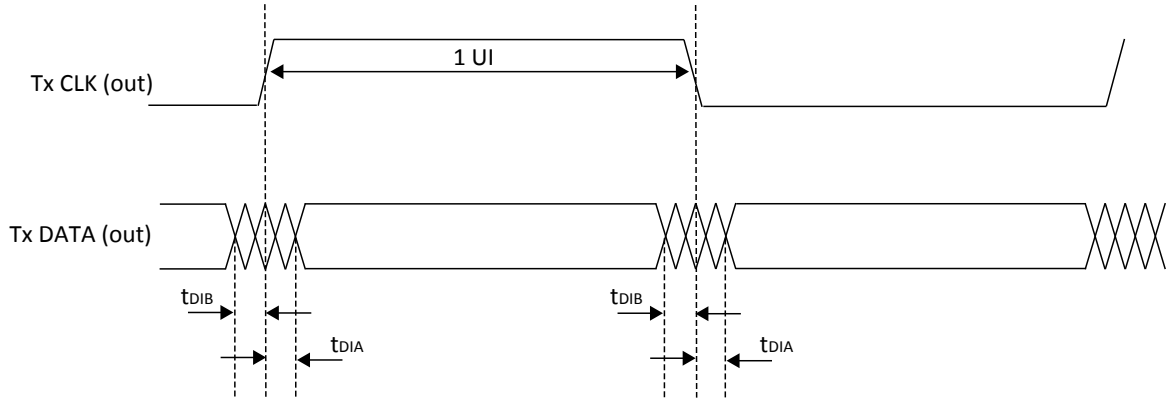 1 UI
Tx CLK (out)
Tx DATA (out)
tDIB
tDIB
tDIA
tDIA